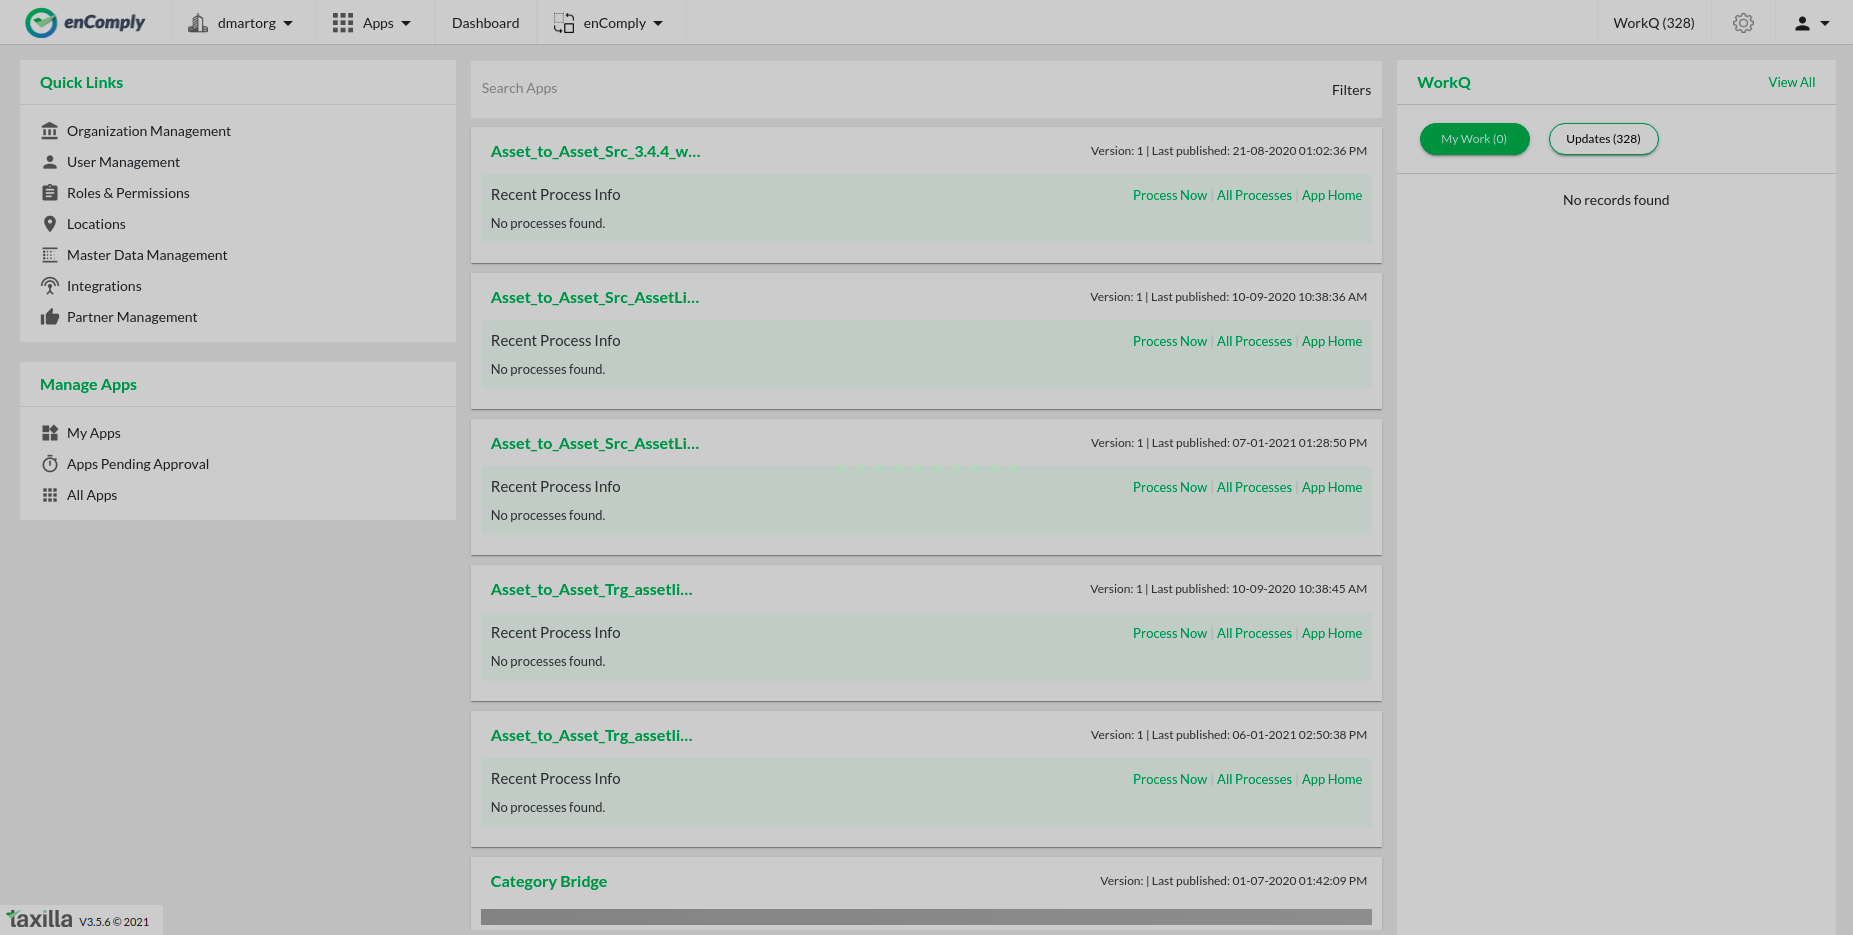 enComply
dmartorg
Apps
Dashboard
enComply
WorkQ (328)
Quick Links
Organization Management
User Management
Roles & Permissions
Locations
Master Data Management
Integrations
Partner Management
Manage Apps
My Apps
Apps Pending Approval
All Apps
Search Apps
Filters
Asset_to_Asset_Src_3.4.4_w...
Version: 1 | Last published: 21-08-2020 01:02:36 PM
Recent Process Info
Process Now | All Processes | App Home
No processes found.
Asset_to_Asset_Src_AssetLi...
Version: 1 | Last published: 10-09-2020 10:38:36 AM
Recent Process Info
Process Now | All Processes | App Home
No processes found.
Asset_to_Asset_Src_AssetLi...
Version: 1 | Last published: 07-01-2021 01:28:50 PM
Recent Process Info
Process Now | All Processes | App Home
No processes found.
Asset_to_Asset_Trg_assetli...
Version: 1 | Last published: 10-09-2020 10:38:45 AM
Recent Process Info
Process Now | All Processes | App Home
No processes found.
Asset_to_Asset_Trg_assetli...
Version: 1 | Last published: 06-01-2021 02:50:38 PM
Recent Process Info
Process Now | All Processes | App Home
No processes found.
Category Bridge
Version: | Last published: 01-07-2020 01:42:09 PM
WorkQ
View All
My Work (0)
Updates (328)
No records found
taxilla V3.5.6 © 2021